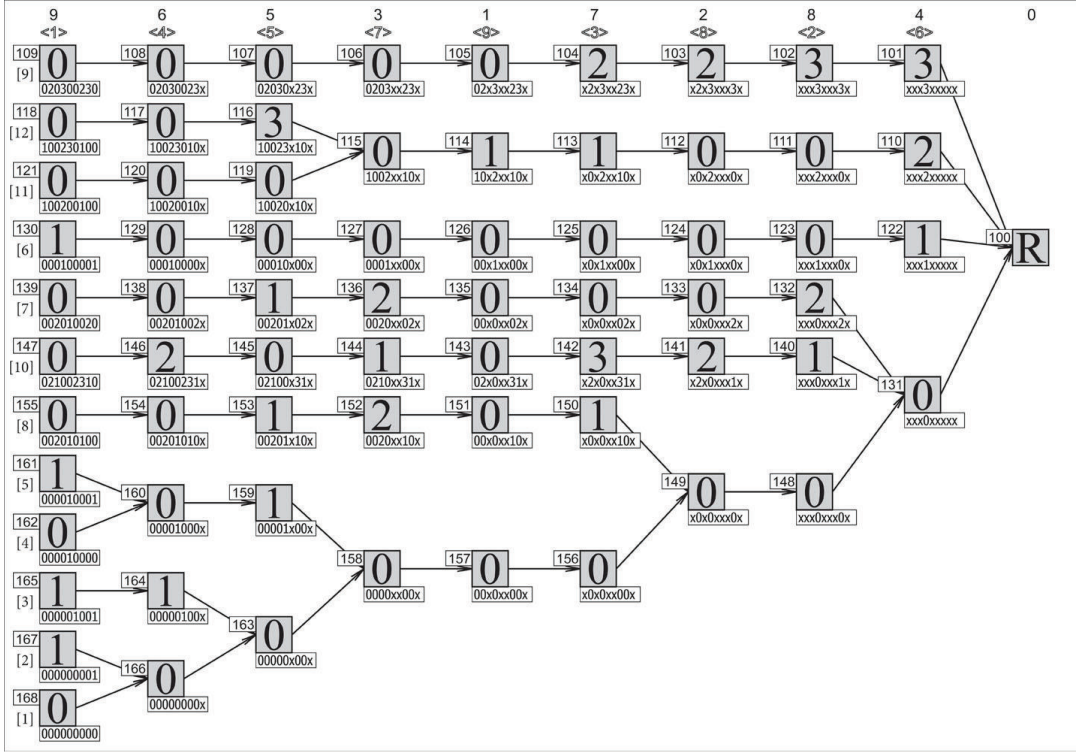 9 6 5 3 1 7 2 8 4 0
<1> <4> <5> <7> <9> <3> <8> <2> <6>
109 108 107 106 105 104 103 102 101
[9] 0 0 0 0 0 2 2 3 3
020300230 02030023x 02030x23x 0203xx23x 02x3xx23x x2x3xx23x x2x3xxx3x xxx3xxx3x xxx3xxxxx
118 117 116
[12] 0 0 3
100230100 10023010x 10023x10x
115 114 113 112 111 110
0 1 1 0 0 2
1002xx10x 10x2xx10x x0x2xx10x x0x2xxx0x xxx2xxx0x xxx2xxxxx
121 120 119
[11] 0 0 0
100200100 10020010x 10020x10x
130 129 128 127 126 125 124 123 122 100
[6] 1 0 0 0 0 0 0 0 1 R
000100001 00010000x 00010x00x 0001xx00x 00x1xx00x x0x1xx00x x0x1xxx0x xxx1xxx0x xxx1xxxxx
139 138 137 136 135 134 133 132
[7] 0 0 1 2 0 0 0 2
002010020 00201002x 00201x02x 0020xx02x 00x0xx02x x0x0xx02x x0x0xxx2x xxx0xxx2x
147 146 145 144 143 142 141 140
[10] 0 2 0 1 0 3 2 1
021002310 02100231x 02100x31x 0210xx31x 02x0xx31x x2x0xx31x x2x0xxx1x xxx0xxx1x
131
0
xxx0xxxxx
155 154 153 152 151 150
[8] 0 0 1 2 0 1
002010100 00201010x 00201x10x 0020xx10x 00x0xx10x x0x0xx10x
161
[5] 1
000010001
160 159
0 1
00001000x 00001x00x
149 148
0 0
x0x0xxx0x xxx0xxx0x
162
[4] 0
000010000
158 157 156
0 0 0
0000xx00x 00x0xx00x x0x0xx00x
165 164
[3] 1 1
000001001 00000100x
163
0
00000x00x
167
[2] 1
000000001
166
0
00000000x
168
[1] 0
000000000